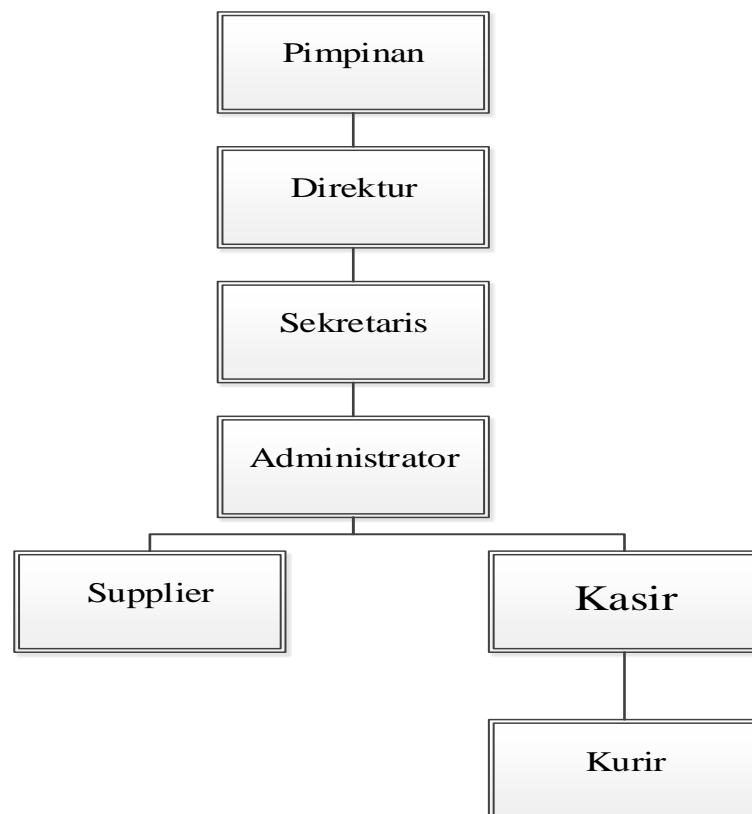 Pimpinan
Direktur
Sekretaris
Administrator
Supplier
Kasir
Kurir